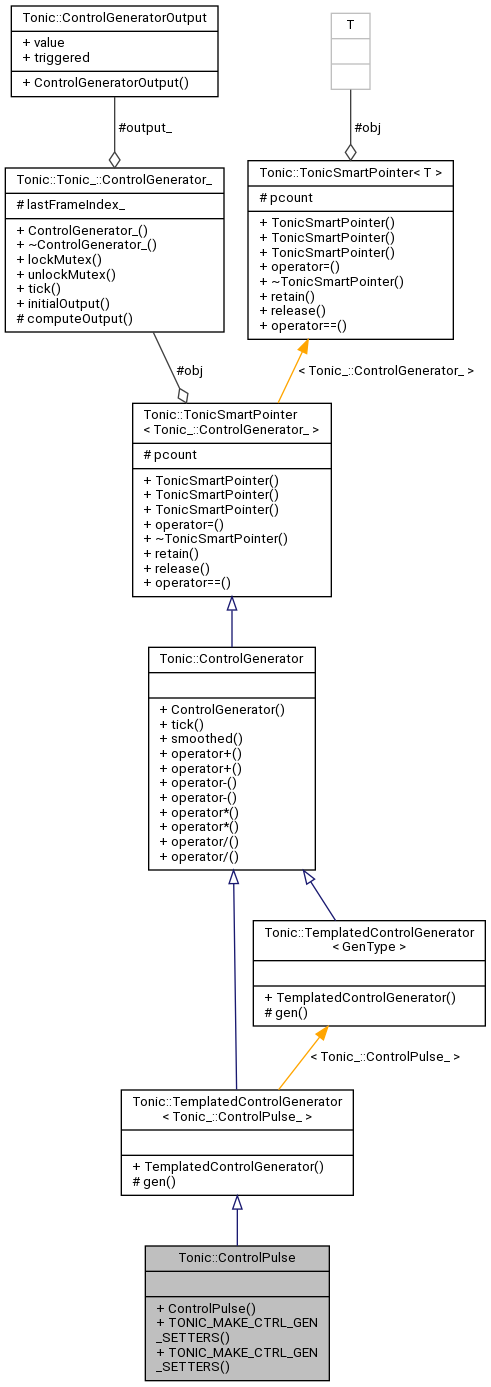 Tonic::ControlGeneratorOutput
+ value
+ triggered
+ ControlGeneratorOutput()
T
#output_
#obj
Tonic::Tonic_::ControlGenerator_
# lastFrameIndex_
+ ControlGenerator_()
+ ~ControlGenerator_()
+ lockMutex()
+ unlockMutex()
+ tick()
+ initialOutput()
# computeOutput()
Tonic::TonicSmartPointer< T >
# pcount
+ TonicSmartPointer()
+ TonicSmartPointer()
+ TonicSmartPointer()
+ operator=()
+ ~TonicSmartPointer()
+ retain()
+ release()
+ operator==()
#obj
< Tonic_::ControlGenerator_ >
Tonic::TonicSmartPointer
< Tonic_::ControlGenerator_ >
# pcount
+ TonicSmartPointer()
+ TonicSmartPointer()
+ TonicSmartPointer()
+ operator=()
+ ~TonicSmartPointer()
+ retain()
+ release()
+ operator==()
Tonic::ControlGenerator
+ ControlGenerator()
+ tick()
+ smoothed()
+ operator+()
+ operator+()
+ operator-()
+ operator-()
+ operator*()
+ operator*()
+ operator/()
+ operator/()
Tonic::TemplatedControlGenerator
< GenType >
+ TemplatedControlGenerator()
# gen()
< Tonic_::ControlPulse_ >
Tonic::TemplatedControlGenerator
< Tonic_::ControlPulse_ >
+ TemplatedControlGenerator()
# gen()
Tonic::ControlPulse
+ ControlPulse()
+ TONIC_MAKE_CTRL_GEN
_SETTERS()
+ TONIC_MAKE_CTRL_GEN
_SETTERS()